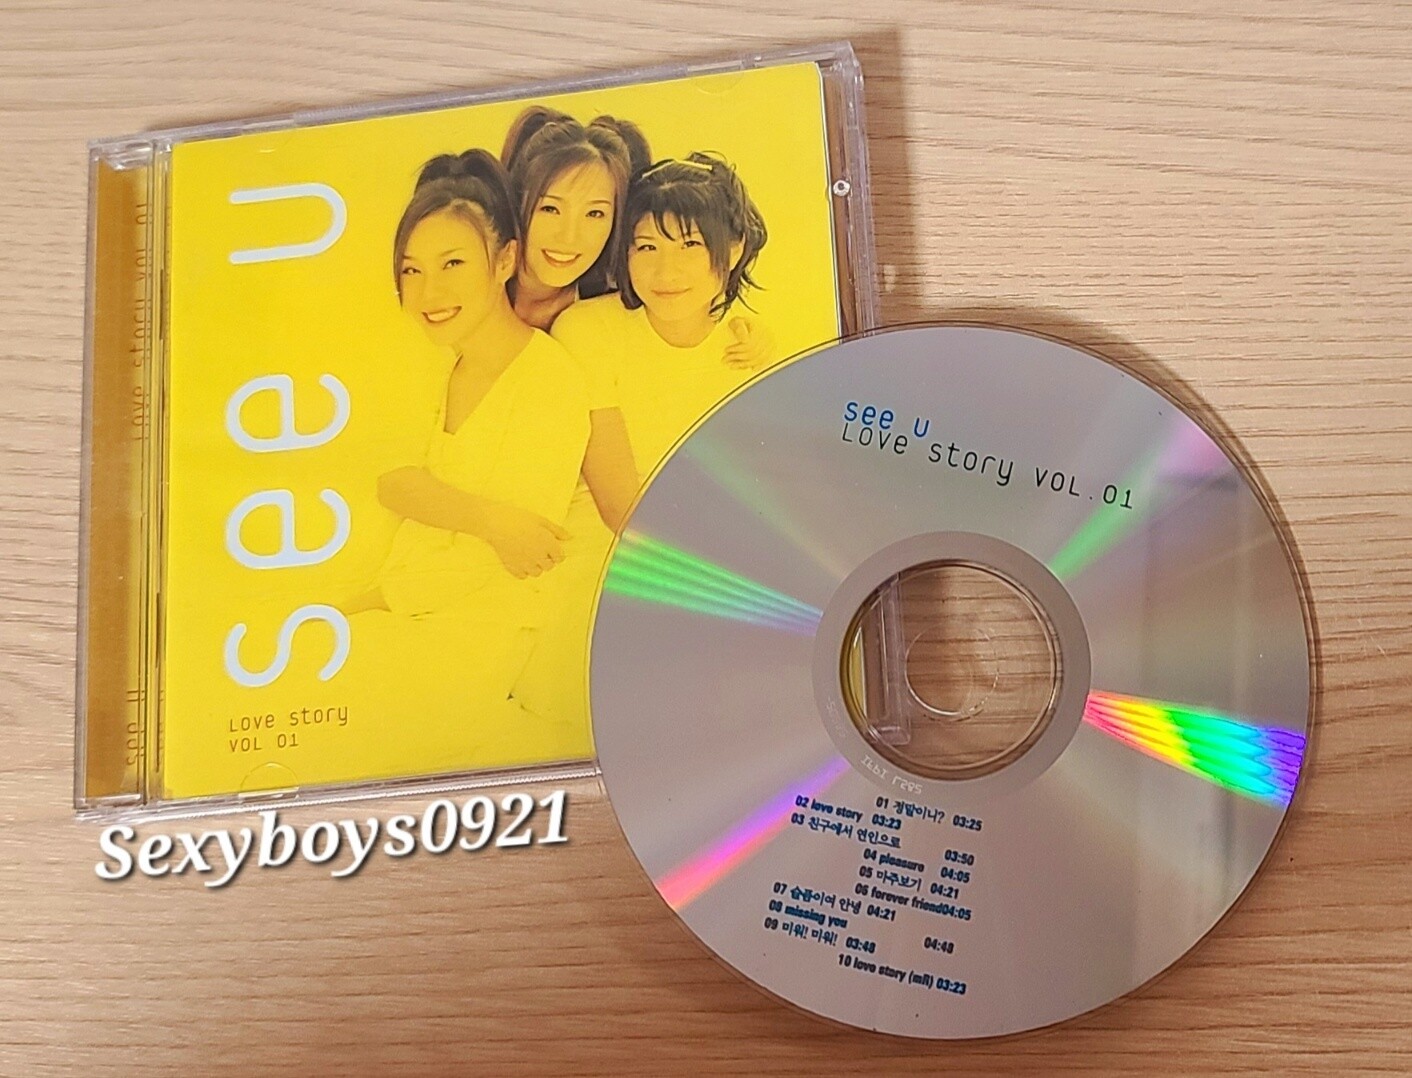 see u
Love story
VOL 01
Love story VOL 01
see u
see u
Love story VOL.01
IFPI L285
01 정말이니? 03:25
02 love story 03:23
03 친구에서 연인으로 03:50
04 pleasure 04:05
05 마주보기 04:21
06 forever friend 04:05
07 슬픔이여 안녕 04:21
08 missing you 04:48
09 미워! 미워! 03:48
10 love story (mR) 03:23
Sexyboys0921